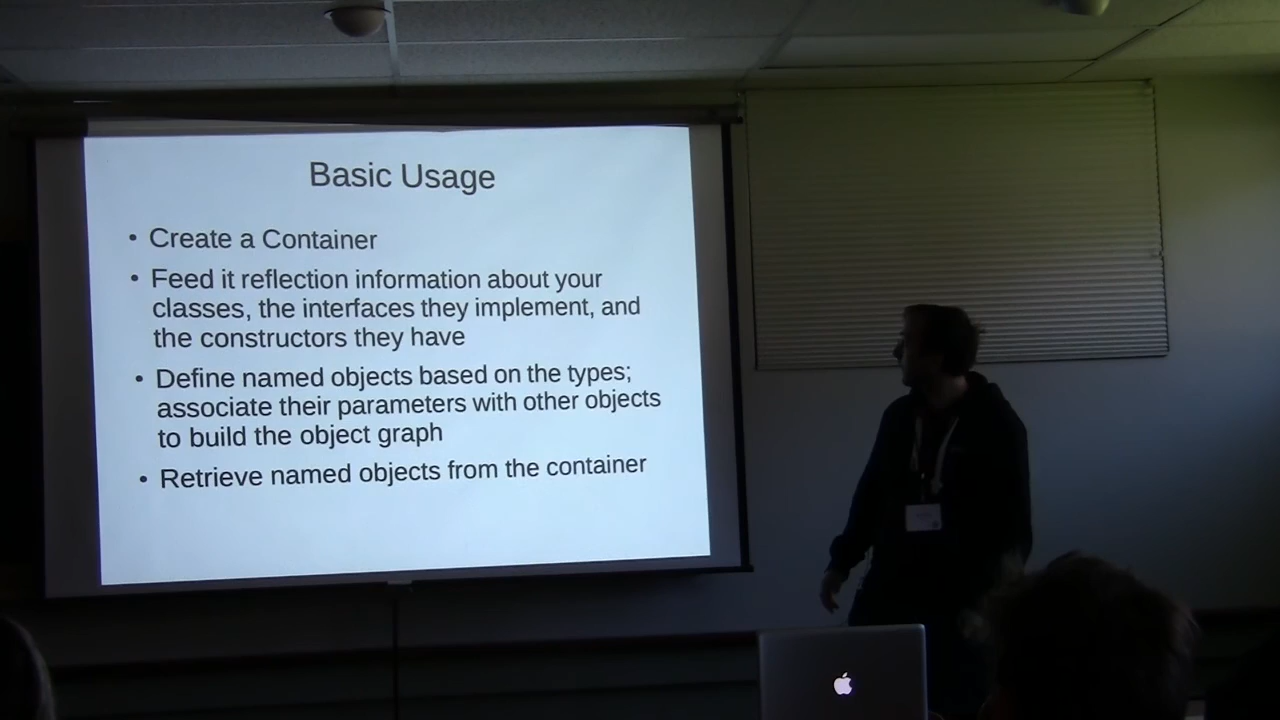 Basic Usage
• Create a Container
• Feed it reflection information about your
classes, the interfaces they implement, and
the constructors they have
• Define named objects based on the types;
associate their parameters with other objects
to build the object graph
• Retrieve named objects from the container